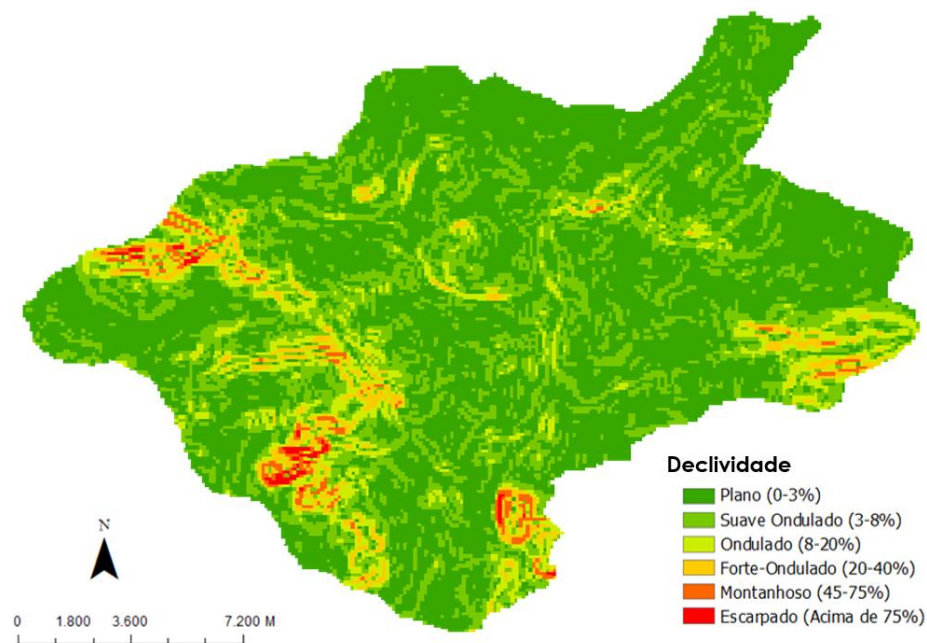 Declividade
Plano (0-3%)
Suave Ondulado (3-8%)
Ondulado (8-20%)
Forte-Ondulado (20-40%)
Montanhoso (45-75%)
Escarpado (Acima de 75%)
N
0 1.800 3.600 7.200 M